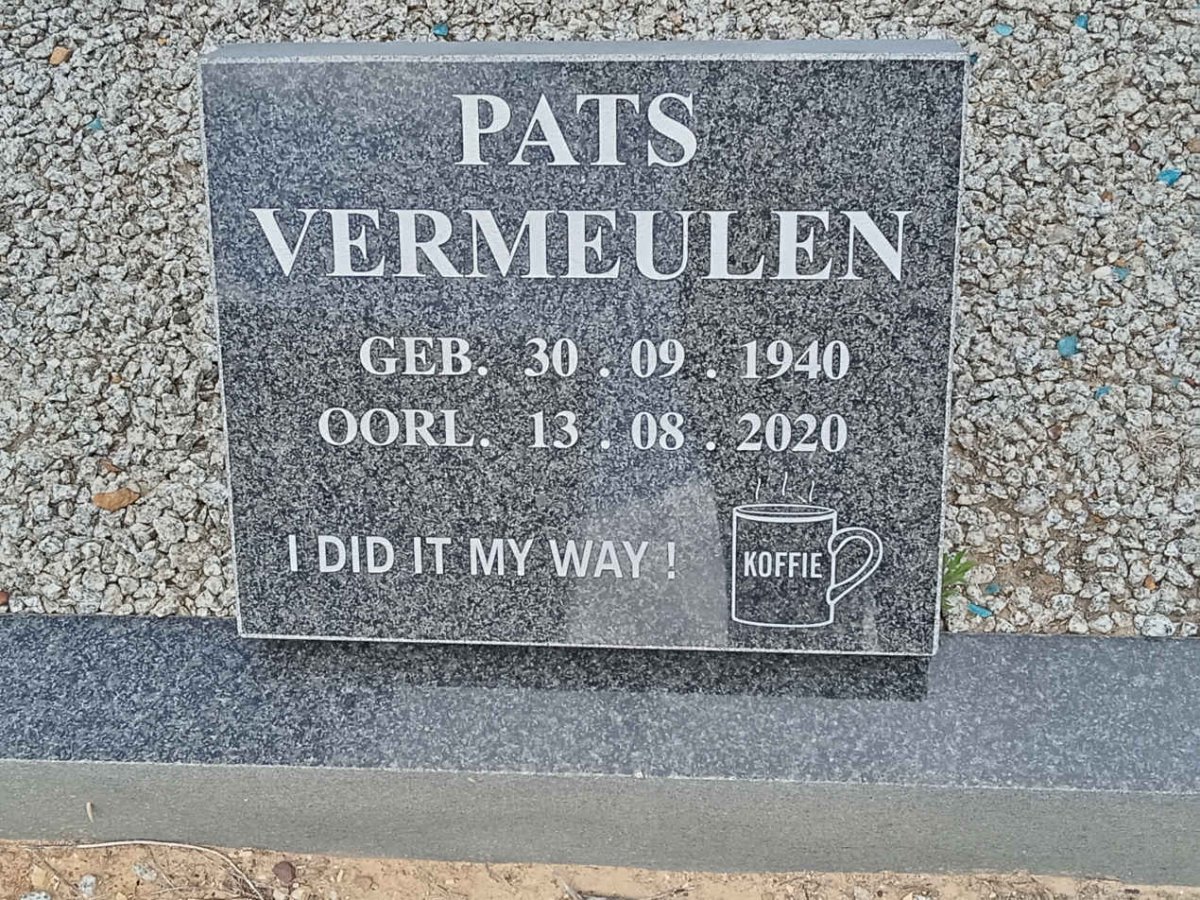 PATS
VERMEULEN
GEB. 30 . 09 . 1940
OORL. 13 . 08 . 2020
I DID IT MY WAY !
KOFFIE